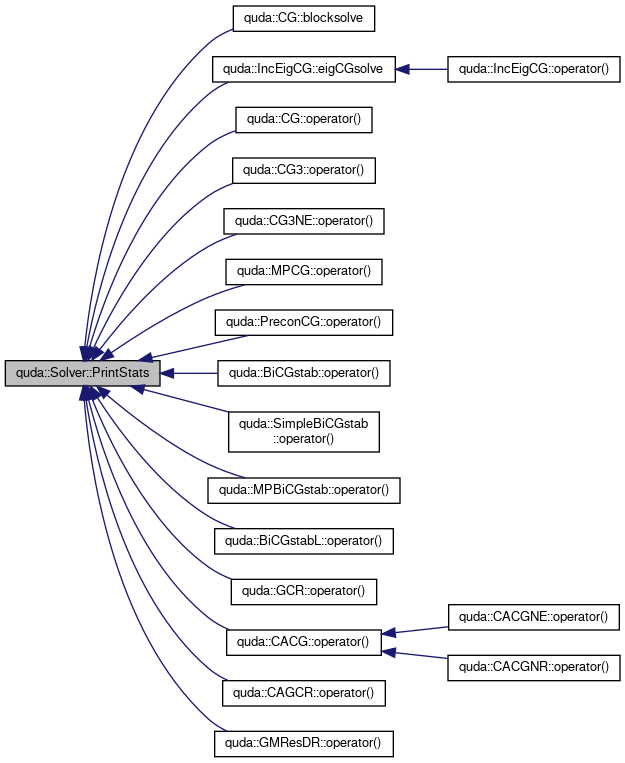 quda::CG::blocksolve
quda::IncEigCG::eigCGsolve
quda::IncEigCG::operator()
quda::CG::operator()
quda::CG3::operator()
quda::CG3NE::operator()
quda::MPCG::operator()
quda::PreconCG::operator()
quda::Solver::PrintStats
quda::BiCGstab::operator()
quda::SimpleBiCGstab
::operator()
quda::MPBiCGstab::operator()
quda::BiCGstabL::operator()
quda::GCR::operator()
quda::CACG::operator()
quda::CACGNE::operator()
quda::CACGNR::operator()
quda::CAGCR::operator()
quda::GMResDR::operator()